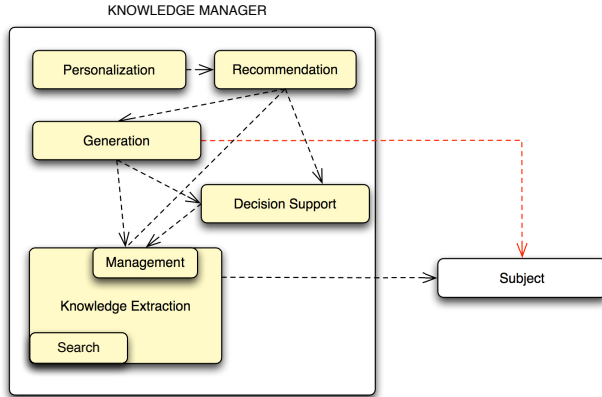 KNOWLEDGE MANAGER
Personalization
Recommendation
Generation
Decision Support
Management
Knowledge Extraction
Subject
Search